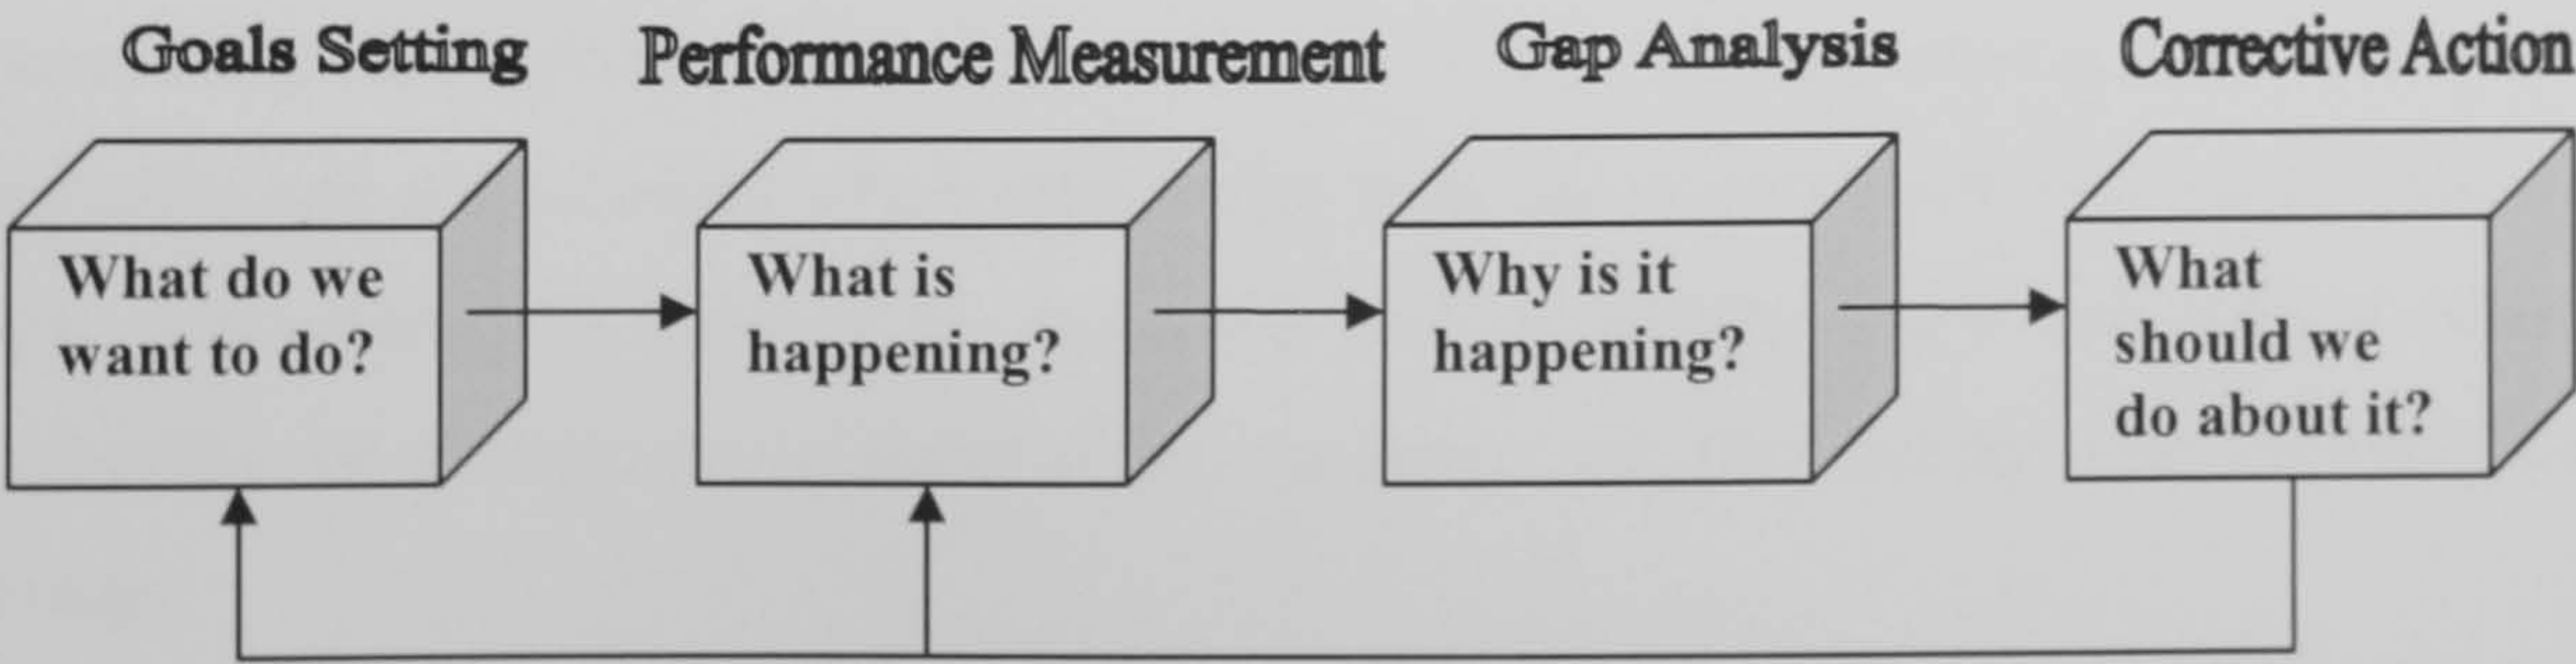 Goals Setting
Performance Measurement
Gap Analysis
Corrective Action
What do we
want to do?
What is
happening?
Why is it
happening?
What
should we
do about it?